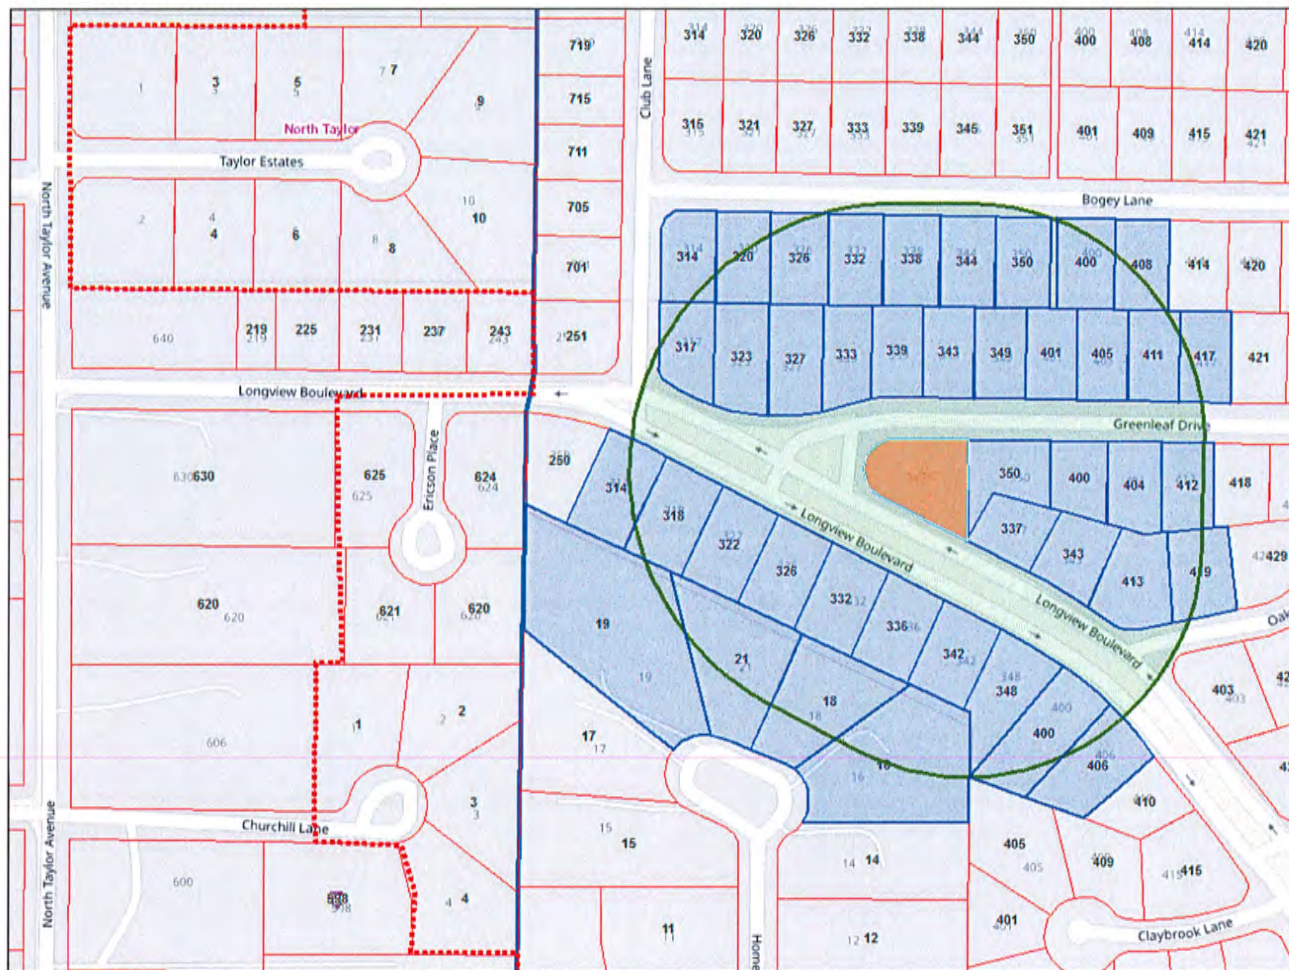 719
314 320 326 332 338 344 350 400 408 414 420
1 3 5 7 9
715
Club Lane
North Taylor
315 321 327 333 339 345 351 401 409 415 421
Taylor Estates
711
North Taylor Avenue
2 4 6 8 10
705
Bogey Lane
701
314 320 326 332 338 344 350 400 408 414 420
640 219 225 231 237 243 251
317 323 327 333 339 343 349 401 405 411 417 421
Longview Boulevard
Greenleaf Drive
630 625 624 250
Ericson Place
314 318 322 326 332 336 342 348 400 406 410
350 400 404 412 418
337 343 413 419 429
Longview Boulevard
Longview Boulevard
620 621 620
19 21 18 16
403
606 1 2 17
3
North Taylor Avenue
Churchill Lane
15 14
405 409 415
600 598 4
401
11 12
Claybrook Lane
Home